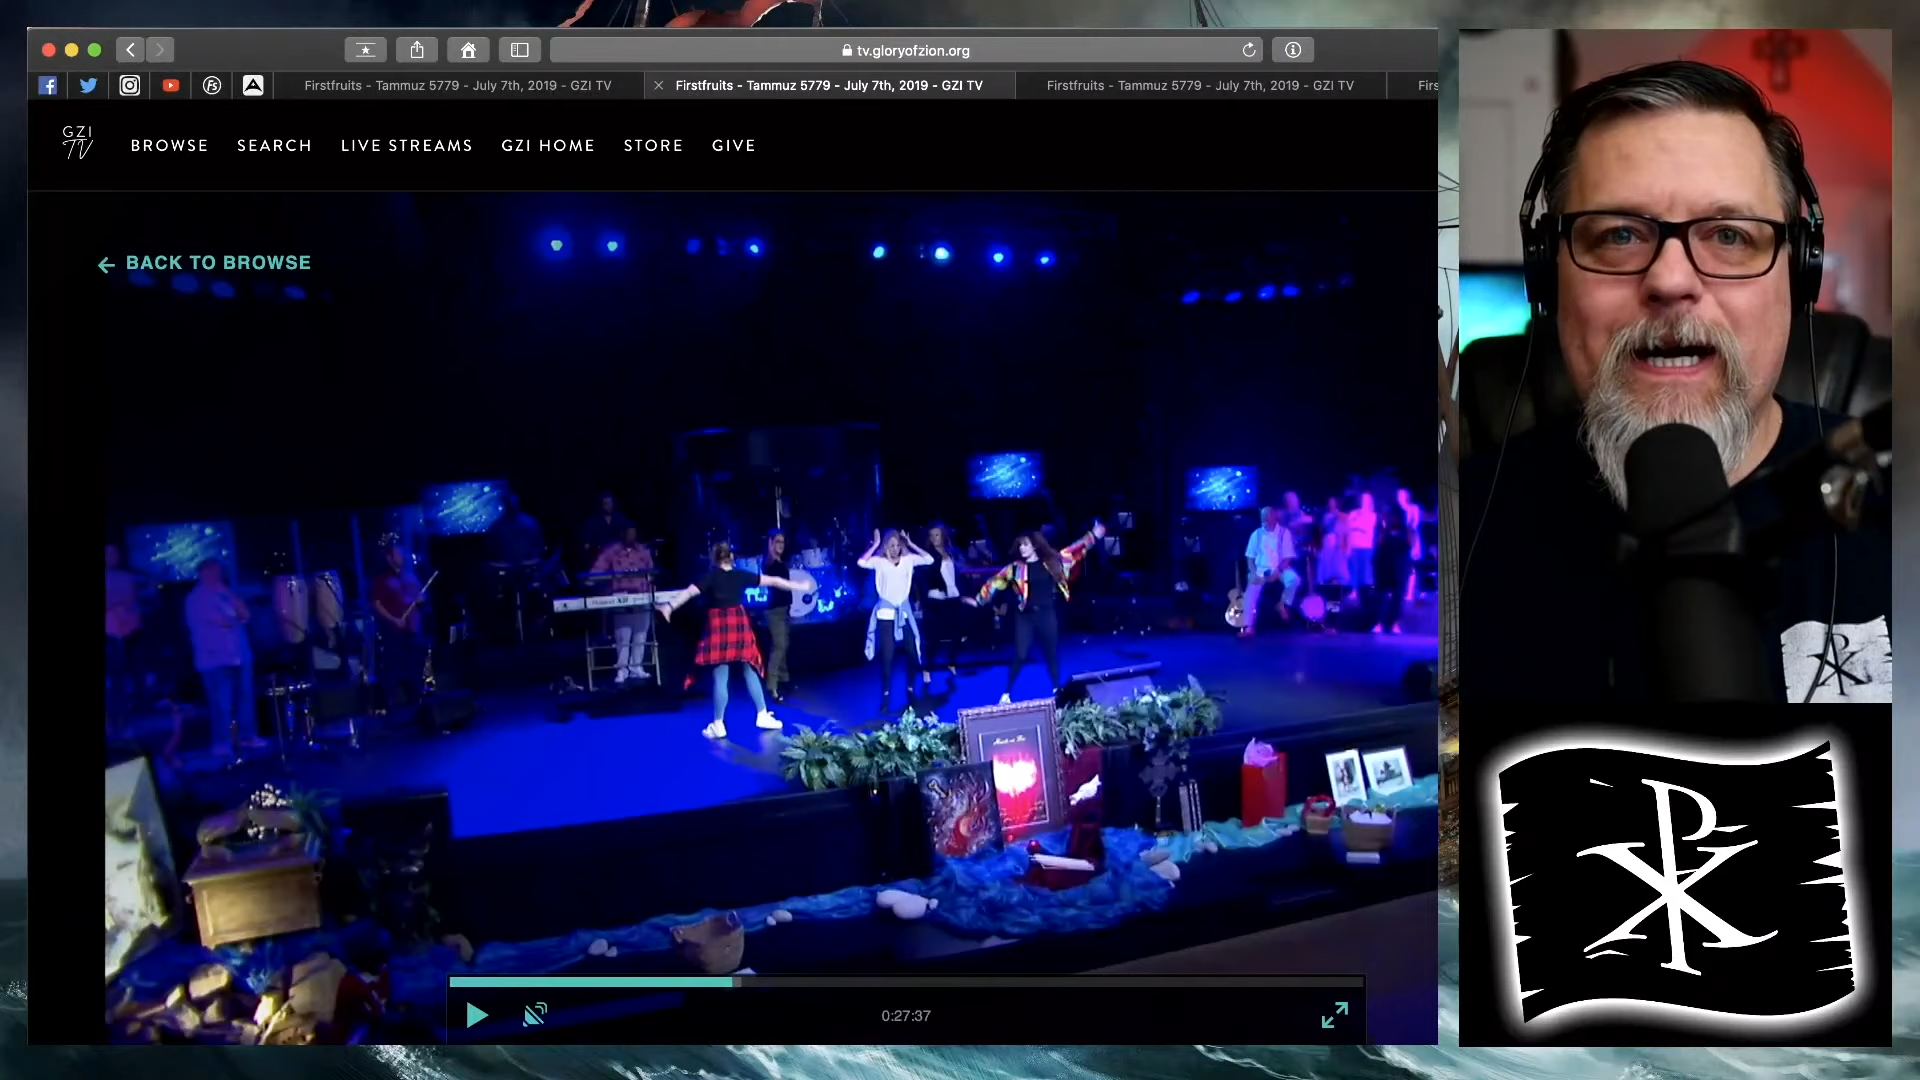 tv.gloryofzion.org
Firstfruits - Tammuz 5779 - July 7th, 2019 - GZI TV
Firstfruits - Tammuz 5779 - July 7th, 2019 - GZI TV
Firstfruits - Tammuz 5779 - July 7th, 2019 - GZI TV
Firs
GZI
TV
BROWSE SEARCH LIVE STREAMS GZI HOME STORE GIVE
BACK TO BROWSE
0:27:37